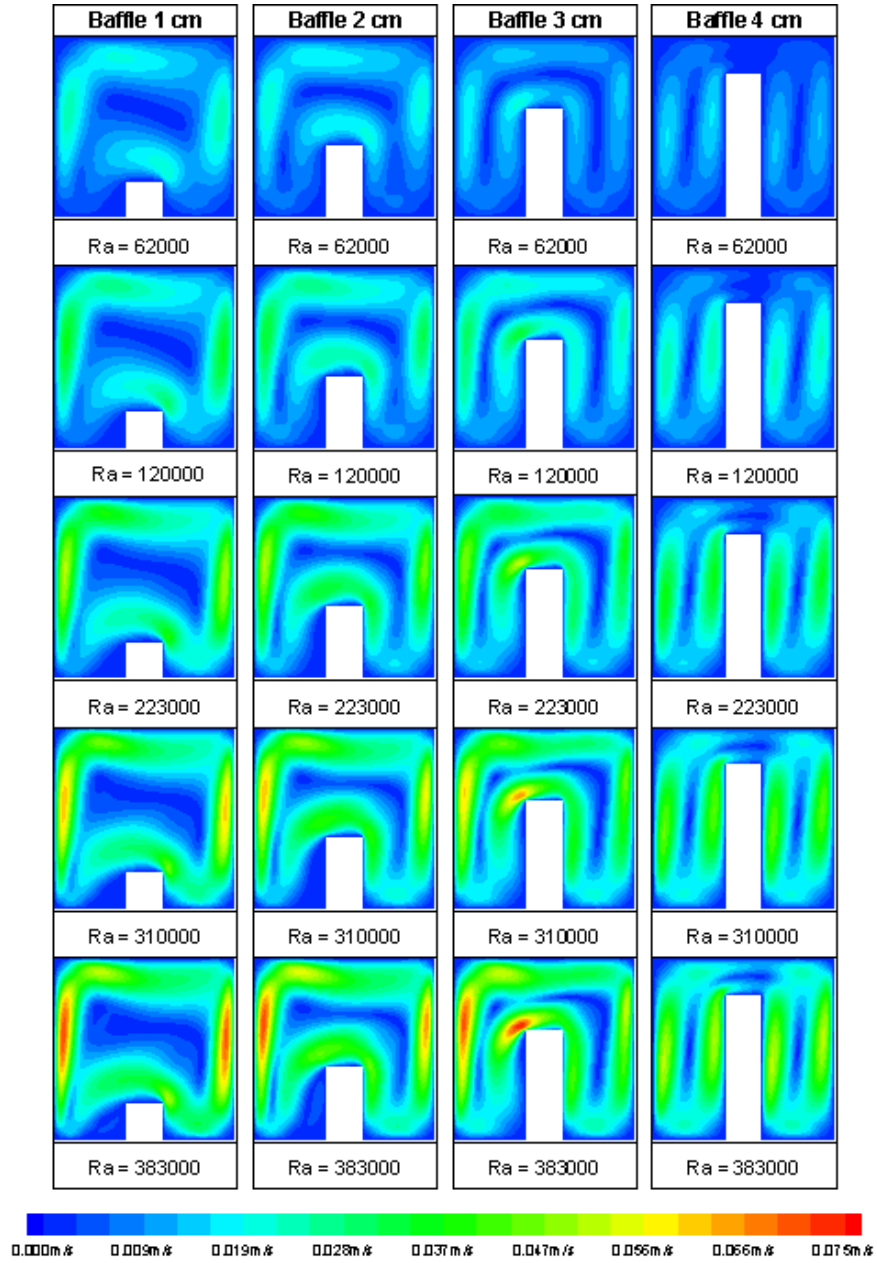 Baffle 1 cm Baffle 2 cm Baffle 3 cm Baffle 4 cm
Ra = 62000 Ra = 62000 Ra = 62000 Ra = 62000
Ra = 120000 Ra = 120000 Ra = 120000 Ra = 120000
Ra = 223000 Ra = 223000 Ra = 223000 Ra = 223000
Ra = 310000 Ra = 310000 Ra = 310000 Ra = 310000
Ra = 383000 Ra = 383000 Ra = 383000 Ra = 383000
0.000m/s 0.009m/s 0.019m/s 0.028m/s 0.037m/s 0.047m/s 0.056m/s 0.066m/s 0.075m/s